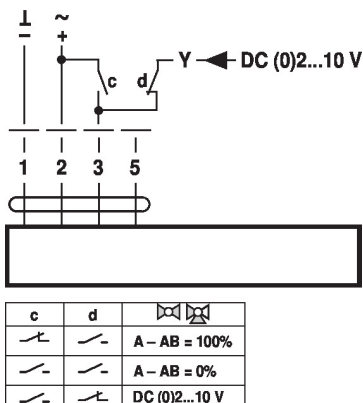 ⊥ ~
- +
Y DC (0)2...10 V
c d
1 2 3 5
c d
A – AB = 100%
A – AB = 0%
DC (0)2...10 V